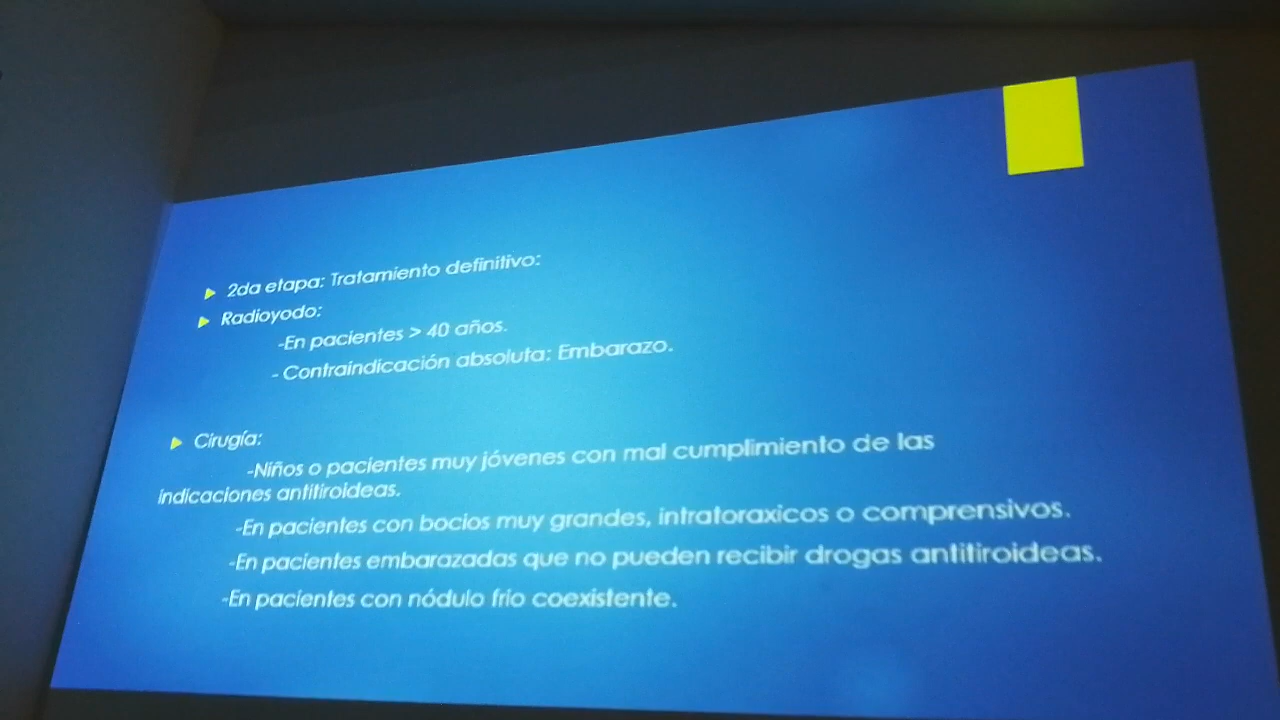 2da etapa: Tratamiento definitivo:
Radioyodo:
-En pacientes > 40 años.
- Contraindicación absoluta: Embarazo.
Cirugía:
-Niños o pacientes muy jóvenes con mal cumplimiento de las
indicaciones antitiroideas.
-En pacientes con bocios muy grandes, intratoraxicos o comprensivos.
-En pacientes embarazadas que no pueden recibir drogas antitiroideas.
-En pacientes con nódulo frio coexistente.